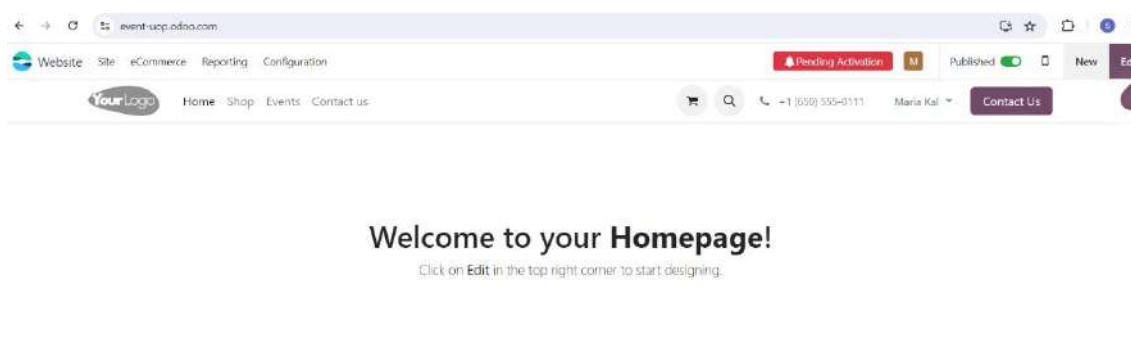 event-uop.odoo.com
Website Site eCommerce Reporting Configuration Pending Activation M Published New
YourLogo Home Shop Events Contact us +1 (650) 555-0111 Maria Kal Contact Us
Welcome to your Homepage!
Click on Edit in the top right corner to start designing.